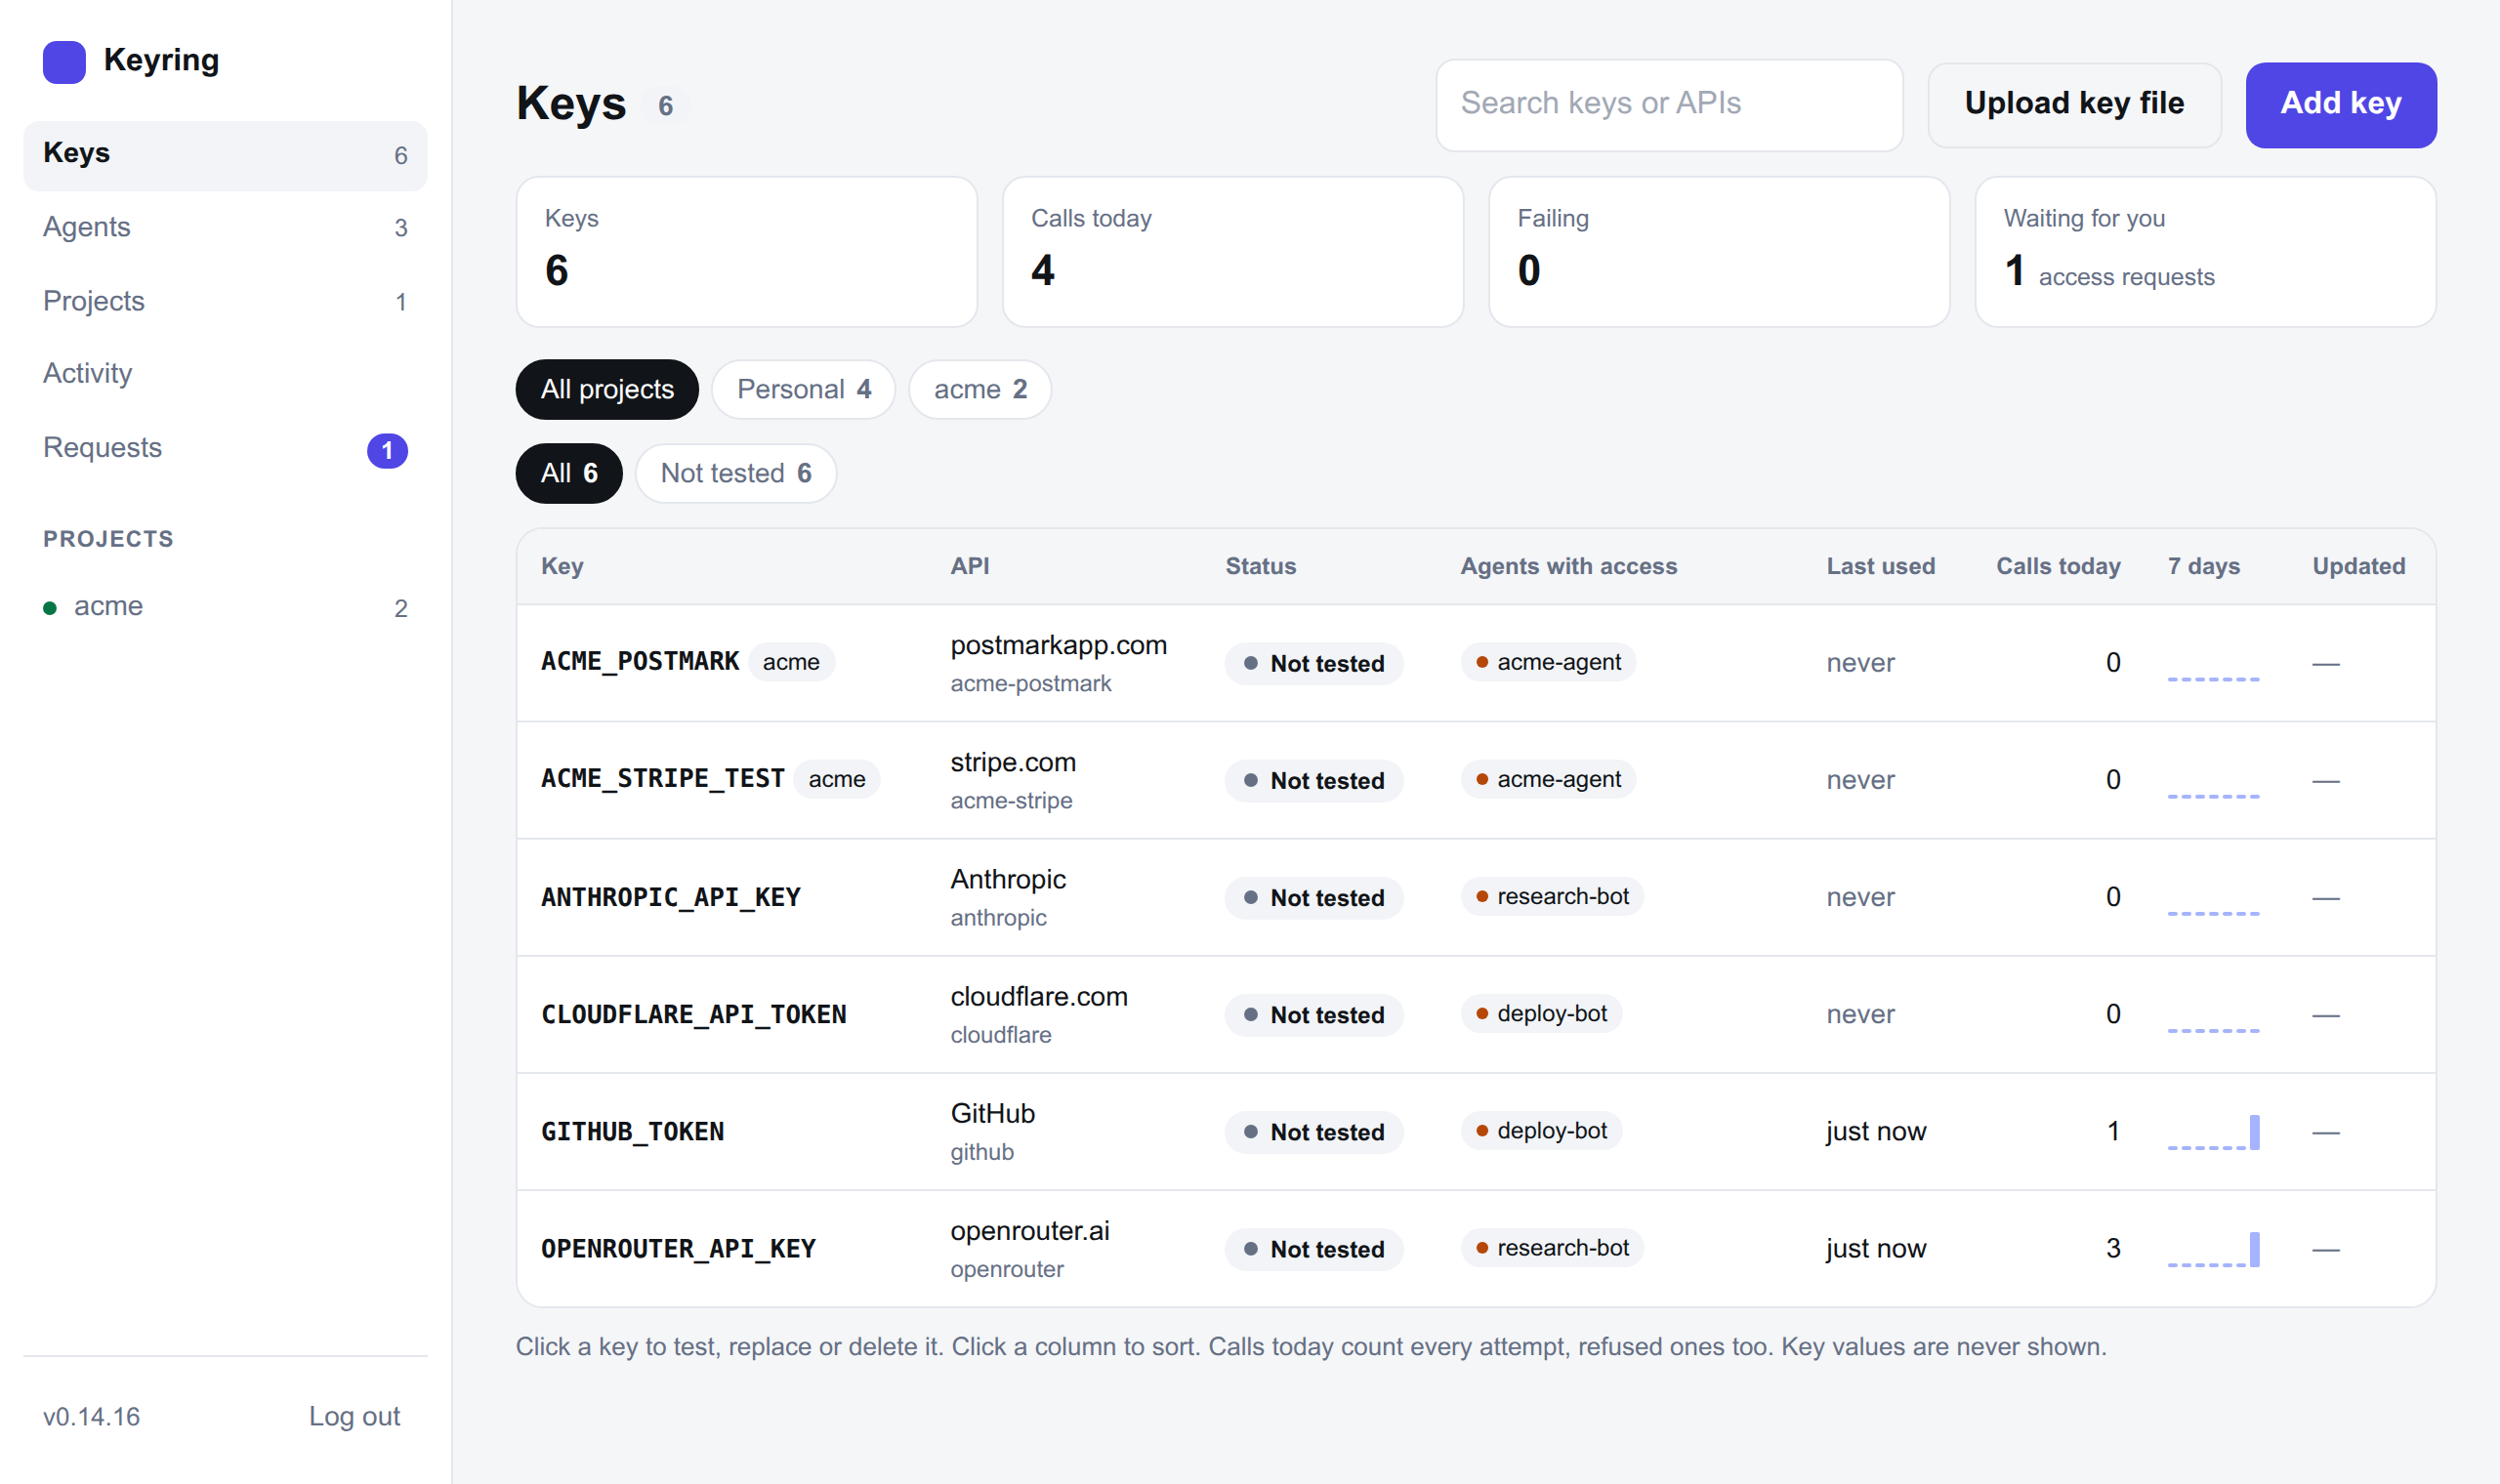 Keyring
Keys 6
Agents 3
Projects 1
Activity
Requests 1
PROJECTS
acme 2
v0.14.16 Log out
Keys 6
Search keys or APIs
Upload key file
Add key
Keys
6
Calls today
4
Failing
0
Waiting for you
1 access requests
All projects Personal 4 acme 2
All 6 Not tested 6
Key API Status Agents with access Last used Calls today 7 days Updated
ACME_POSTMARK acme postmarkapp.com Not tested acme-agent never 0 —
acme-postmark
ACME_STRIPE_TEST acme stripe.com Not tested acme-agent never 0 —
acme-stripe
ANTHROPIC_API_KEY Anthropic Not tested research-bot never 0 —
anthropic
CLOUDFLARE_API_TOKEN cloudflare.com Not tested deploy-bot never 0 —
cloudflare
GITHUB_TOKEN GitHub Not tested deploy-bot just now 1 —
github
OPENROUTER_API_KEY openrouter.ai Not tested research-bot just now 3 —
openrouter
Click a key to test, replace or delete it. Click a column to sort. Calls today count every attempt, refused ones too. Key values are never shown.